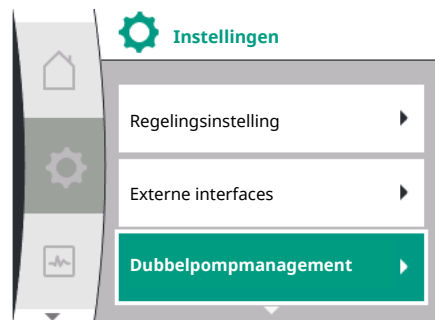 Instellingen
Regelingsinstelling
Externe interfaces
Dubbelpompmanagement